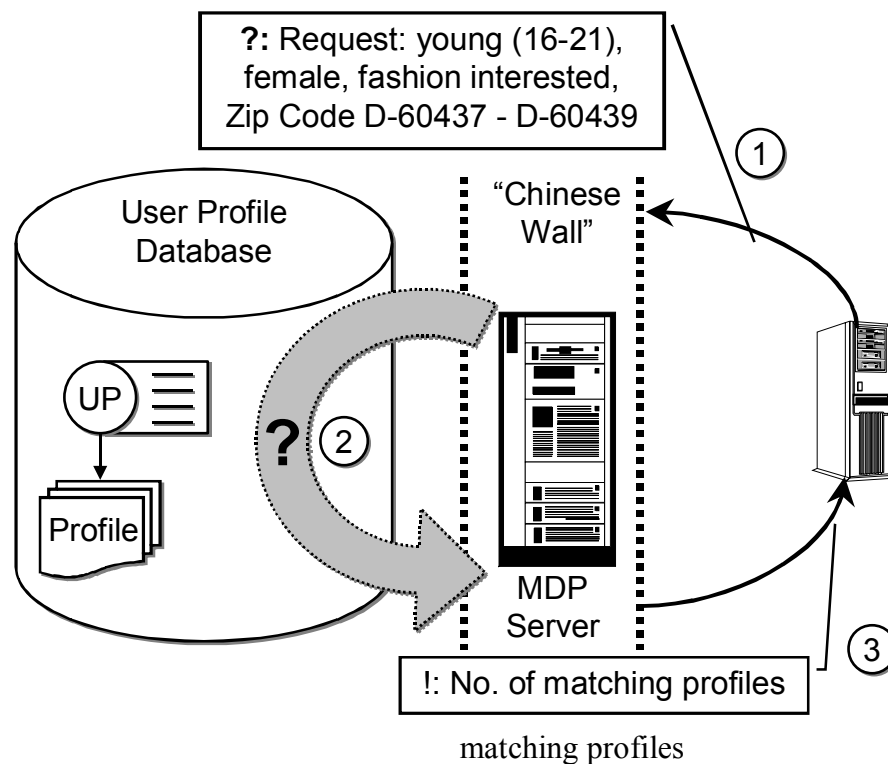 ?: Request: young (16-21),
female, fashion interested,
Zip Code D-60437 - D-60439
1
"Chinese
Wall"
User Profile
Database
UP
Profile
?
2
MDP
Server
3
!: No. of matching profiles
matching profiles